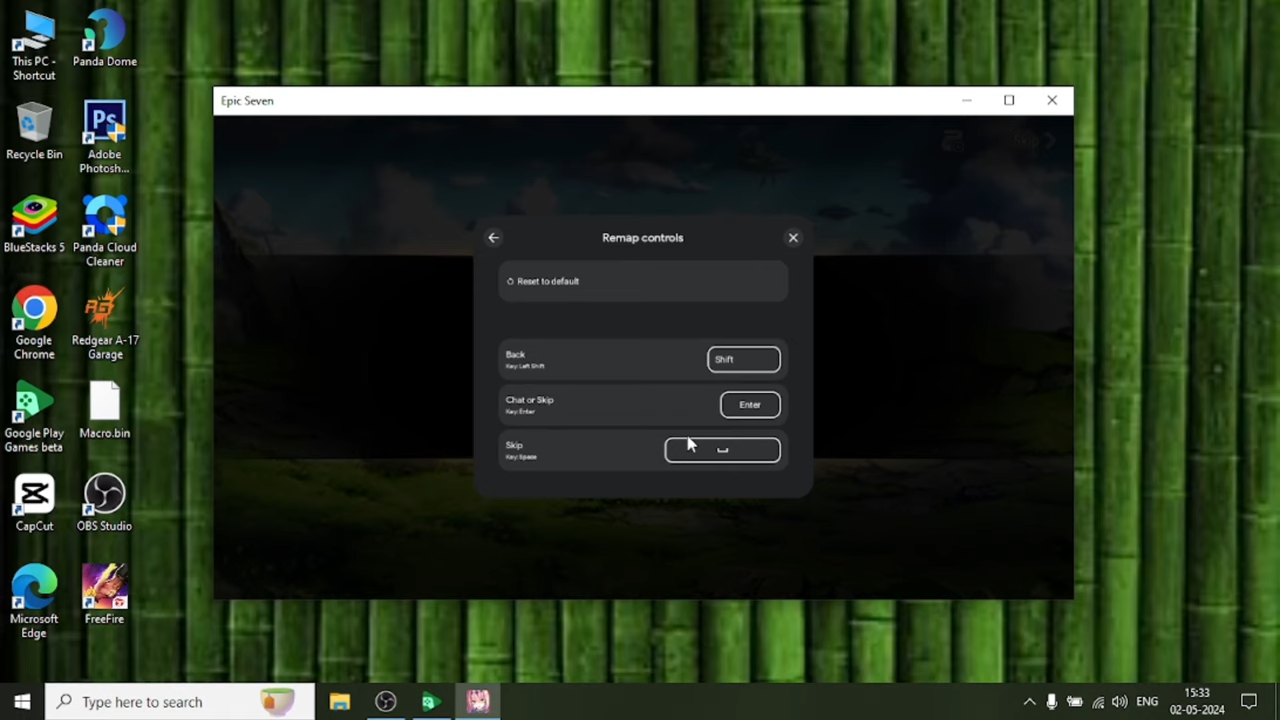 This PC -
Shortcut
Panda Dome
Recycle Bin
Ps
Adobe
Photosh...
BlueStacks 5
Panda Cloud
Cleaner
Google
Chrome
RG
Redgear A-17
Garage
Google Play
Games beta
Macro.bin
CapCut
OBS Studio
Microsoft
Edge
FreeFire
Epic Seven
Skip
Remap controls
Reset to default
Back
Key: Left Shift
Shift
Chat or Skip
Key: Enter
Enter
Skip
Key: Space
Type here to search
ENG
15:33
02-05-2024